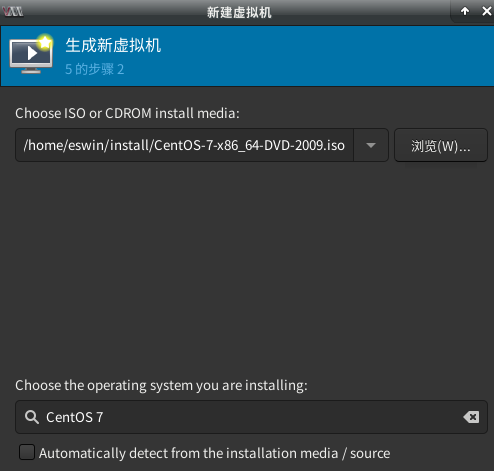 新建虚拟机
生成新虚拟机
5 的步骤 2
Choose ISO or CDROM install media:
/home/eswin/install/CentOS-7-x86_64-DVD-2009.iso
浏览(W)...
Choose the operating system you are installing:
CentOS 7
Automatically detect from the installation media / source